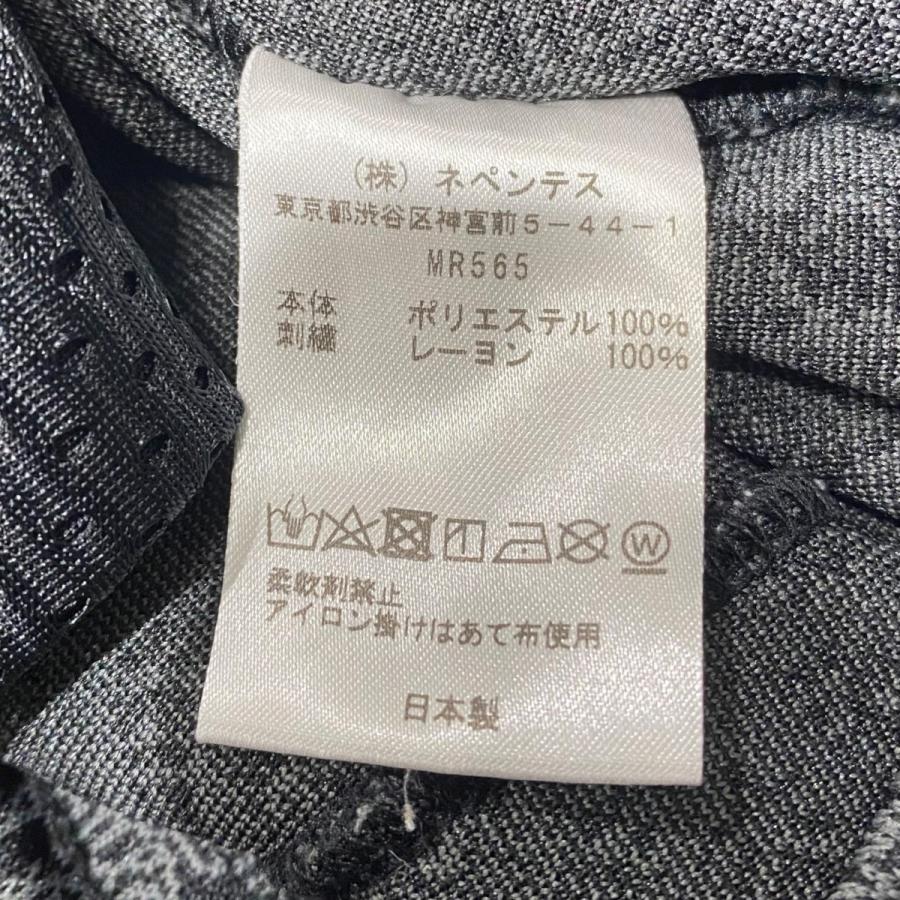 （株）ネペンテス
東京都渋谷区神宮前5-44-1
MR565
本体 ポリエステル100%
刺繍 レーヨン 100%
W
柔軟剤禁止
アイロン掛けはあて布使用
日本製